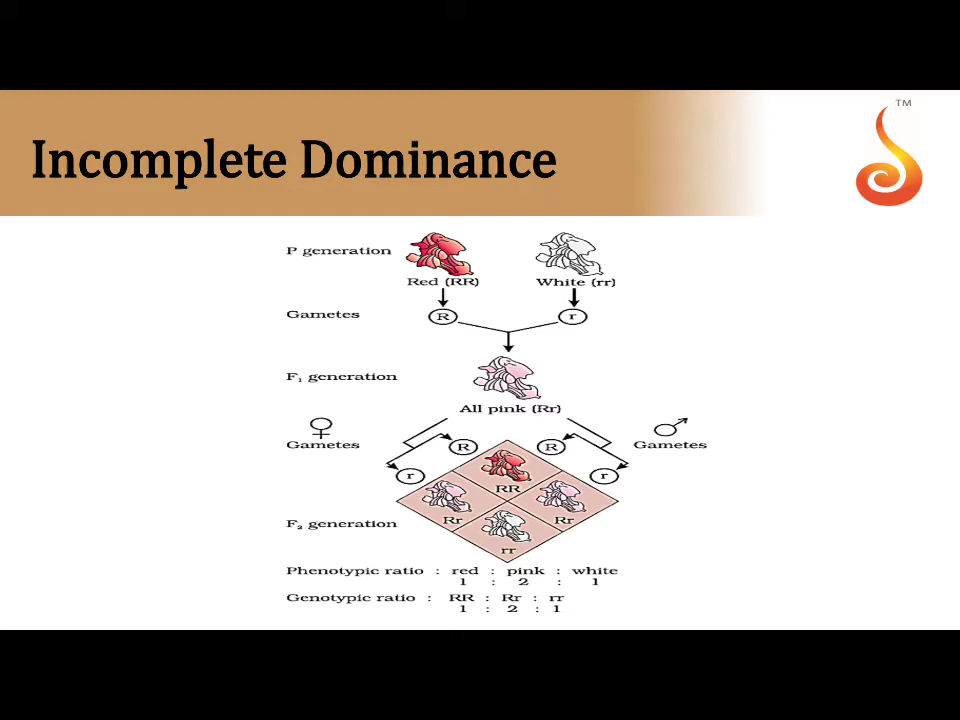 TM
Incomplete Dominance
P generation
Red (RR) White (rr)
Gametes R r
F₁ generation
All pink (Rr)
Gametes R R Gametes
r r
RR
Rr Rr
F₂ generation
rr
Phenotypic ratio : red : pink : white
1 : 2 : 1
Genotypic ratio : RR : Rr : rr
1 : 2 : 1